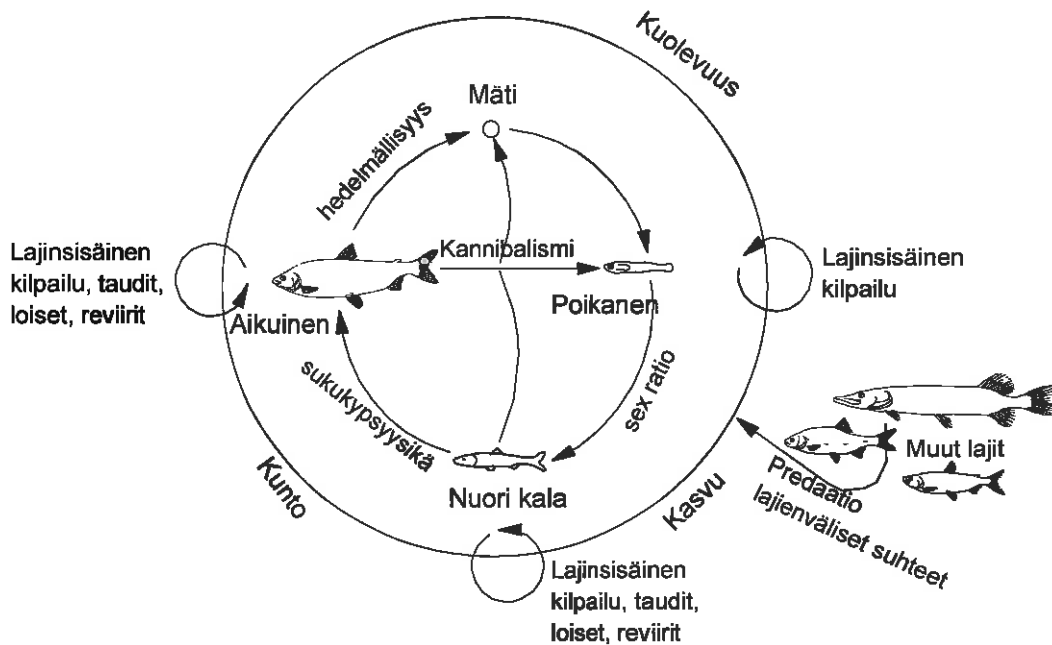 Kuolevuus
Mäti
hedelmällisyys
Lajinsisäinen
kilpailu, taudit,
loiset, reviirit
Kannibalismi
Lajinsisäinen
kilpailu
Aikuinen
Poikanen
sukukypsyysikä
sex ratio
Muut lajit
Predaatio
lajienväliset suhteet
Kunto
Nuori kala
Kasvu
Lajinsisäinen
kilpailu, taudit,
loiset, reviirit